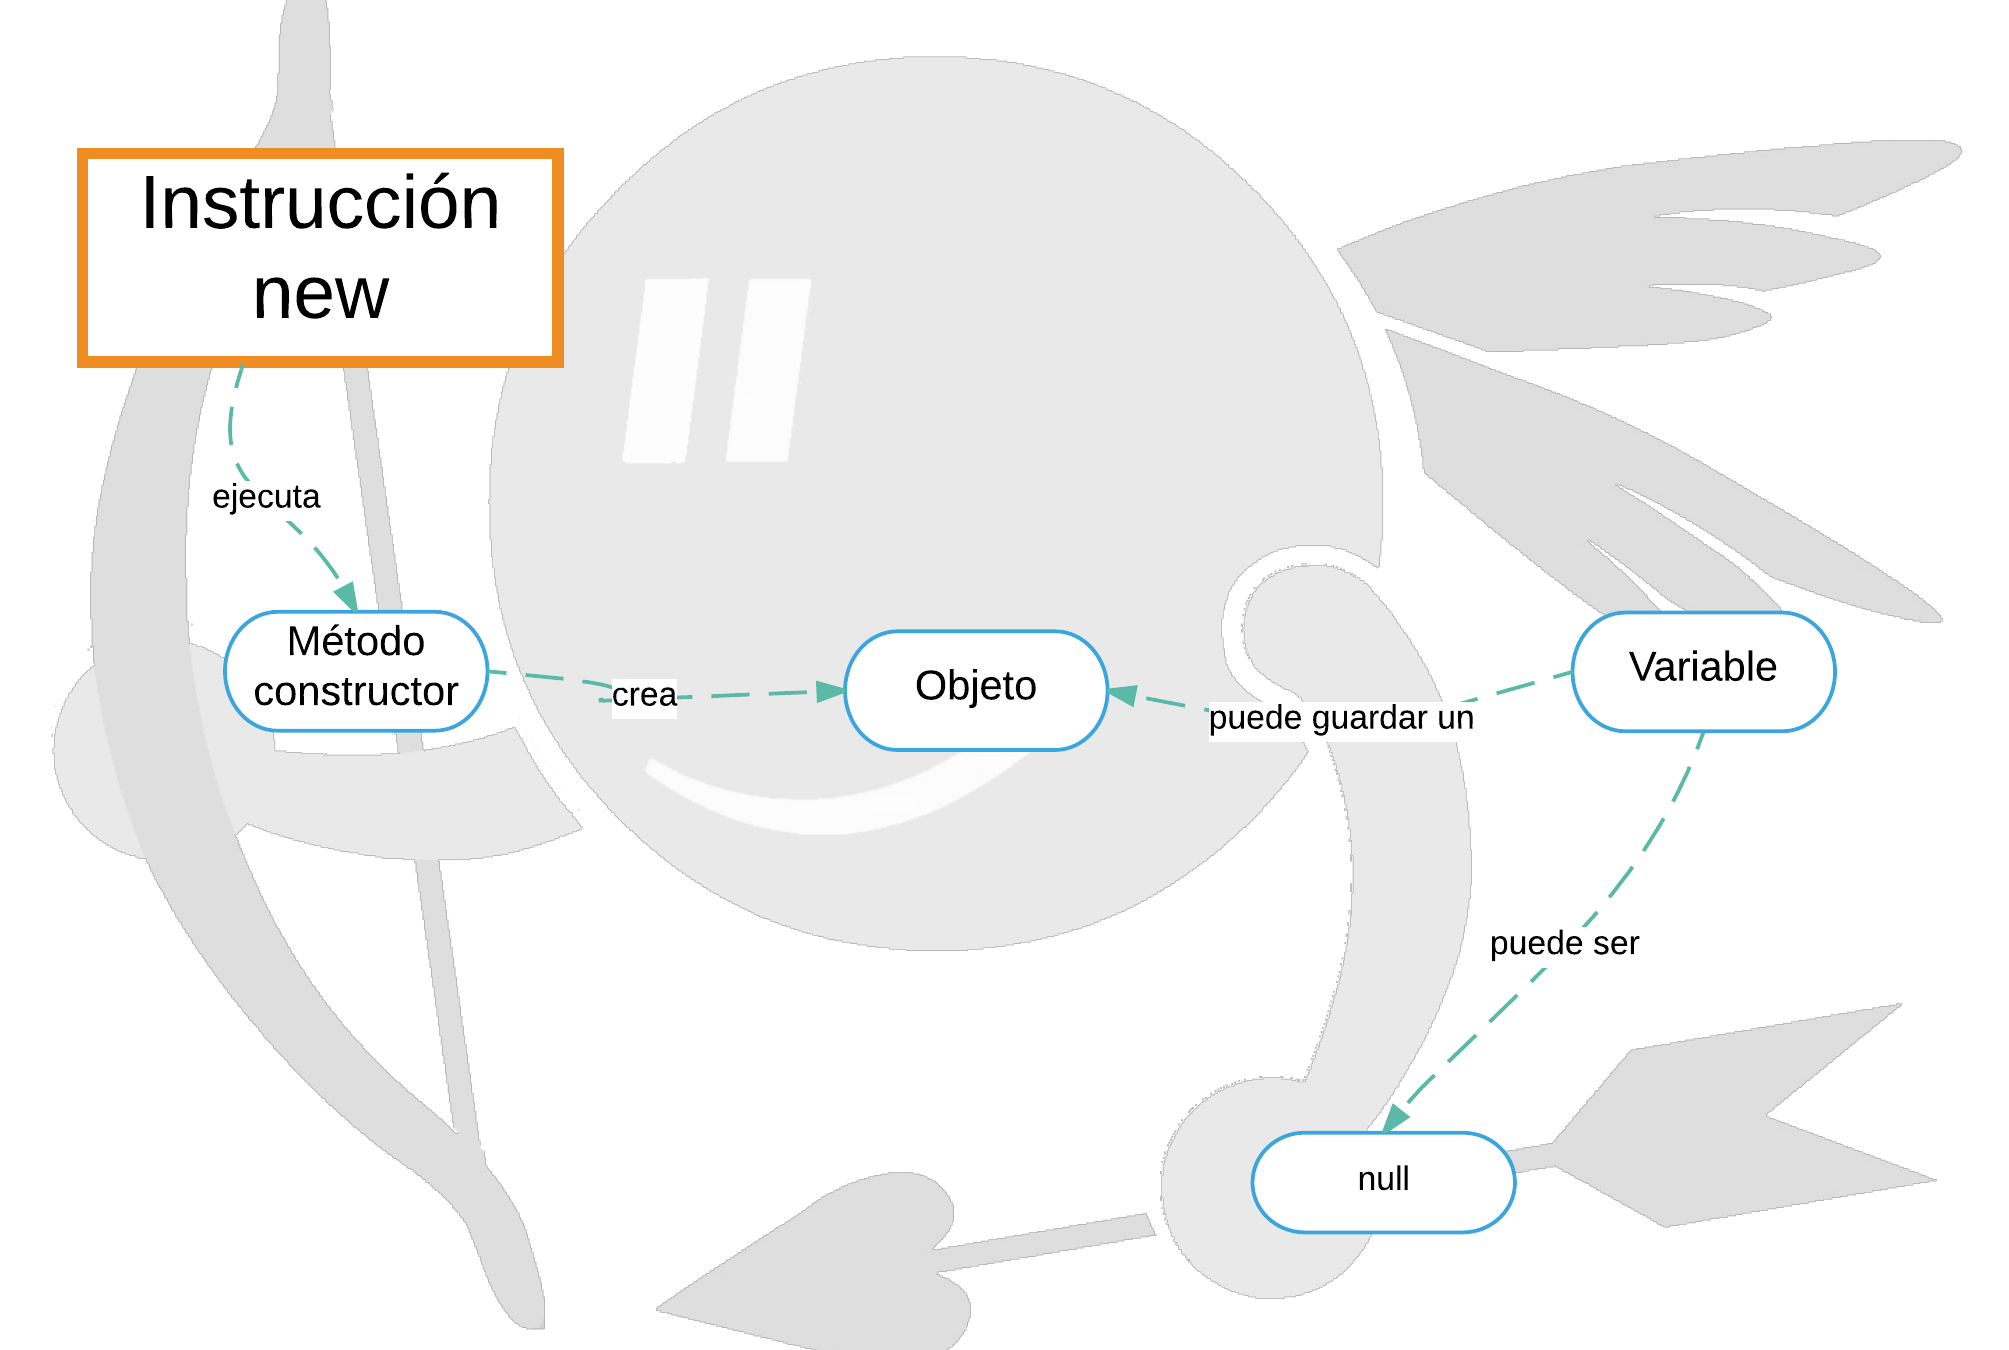 Instrucción
new
ejecuta
Método
constructor
crea
Objeto
puede guardar un
Variable
puede ser
null